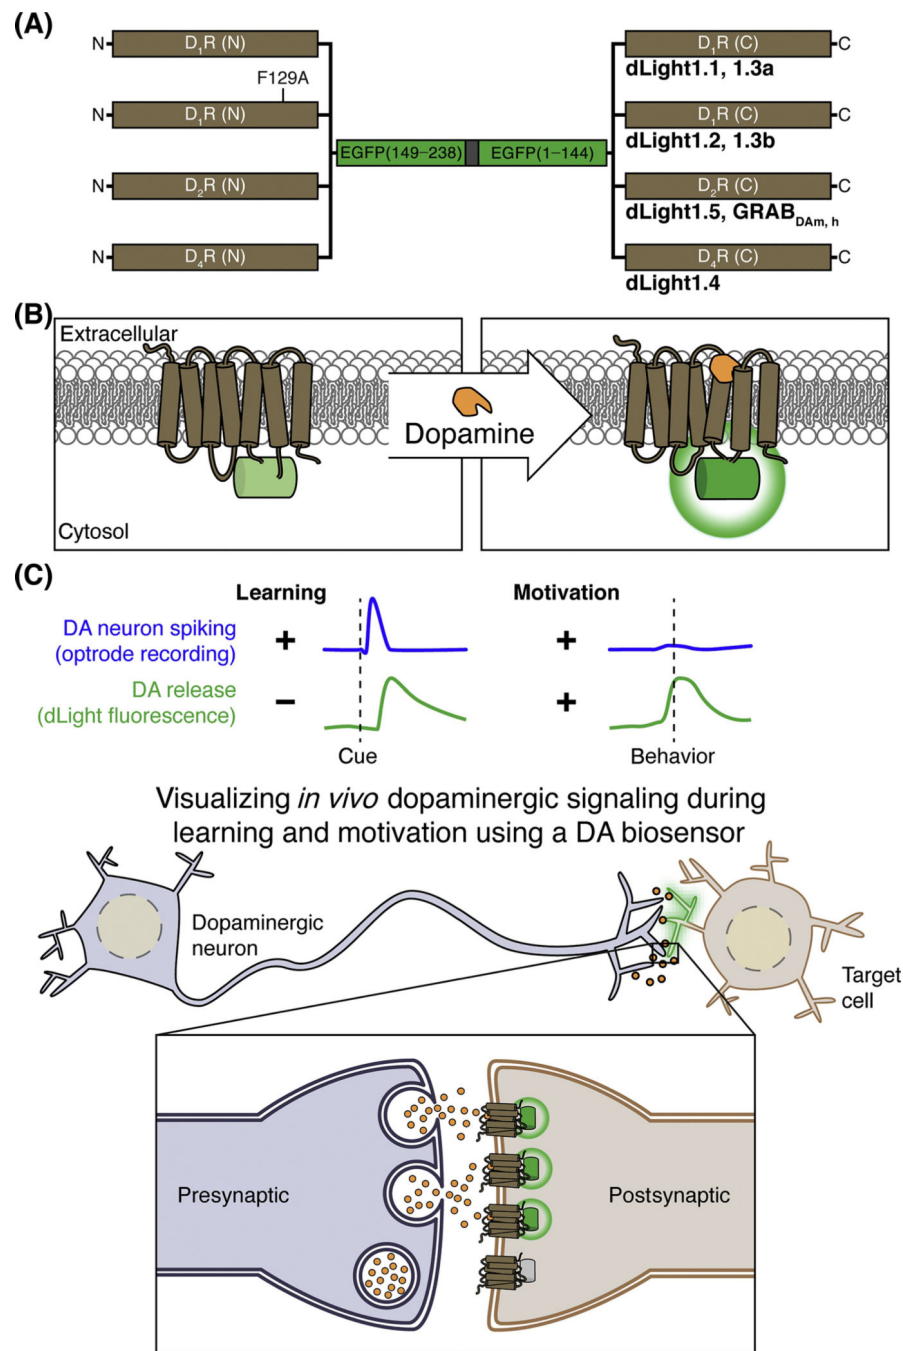 (A)
N
D1R (N)
D1R (C)
C
dLight1.1, 1.3a
F129A
N
D1R (N)
D1R (C)
C
dLight1.2, 1.3b
EGFP(149–238)
EGFP(1–144)
N
D2R (N)
D2R (C)
C
dLight1.5, GRABDAm, h
N
D4R (N)
D4R (C)
C
dLight1.4
(B)
Extracellular
Dopamine
Cytosol
(C)
Learning
Motivation
DA neuron spiking
(optrode recording)
+
+
DA release
(dLight fluorescence)
–
+
Cue
Behavior
Visualizing in vivo dopaminergic signaling during
learning and motivation using a DA biosensor
Dopaminergic
neuron
Target
cell
Presynaptic
Postsynaptic